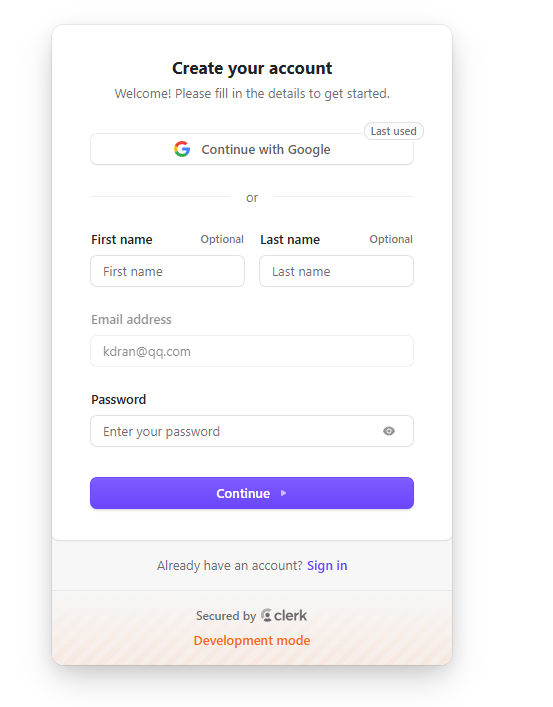 Create your account
Welcome! Please fill in the details to get started.
Last used
Continue with Google
or
First name Optional Last name Optional
First name Last name
Email address
kdran@qq.com
Password
Enter your password
Continue
Already have an account? Sign in
Secured by clerk
Development mode